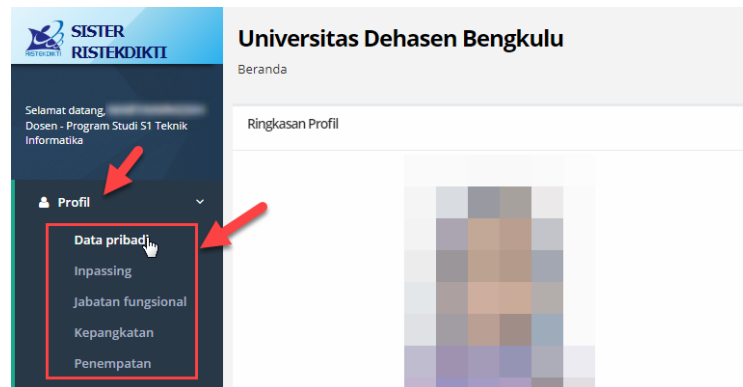 SISTER
RISTEKDIKTI
RISTEKDIKTI
Universitas Dehasen Bengkulu
Beranda
Selamat datang,
Dosen - Program Studi S1 Teknik
Informatika
Ringkasan Profil
Profil
Data pribadi
Inpassing
Jabatan fungsional
Kepangkatan
Penempatan